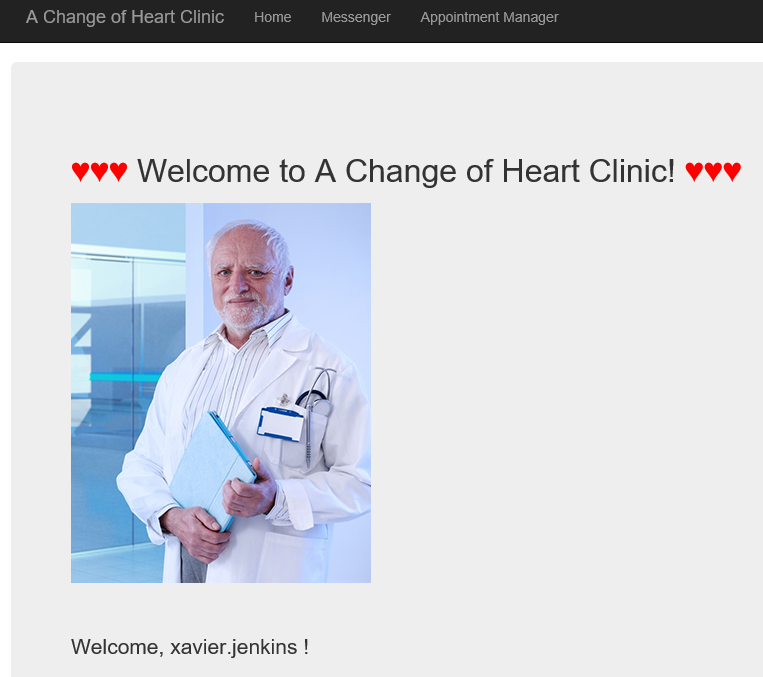 A Change of Heart Clinic Home Messenger Appointment Manager
♥♥♥ Welcome to A Change of Heart Clinic! ♥♥♥
Welcome, xavier.jenkins !